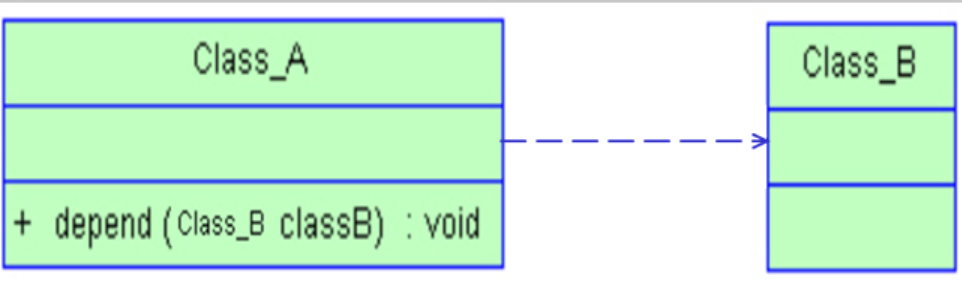 Class_A
Class_B
+ depend (Class_B classB) : void